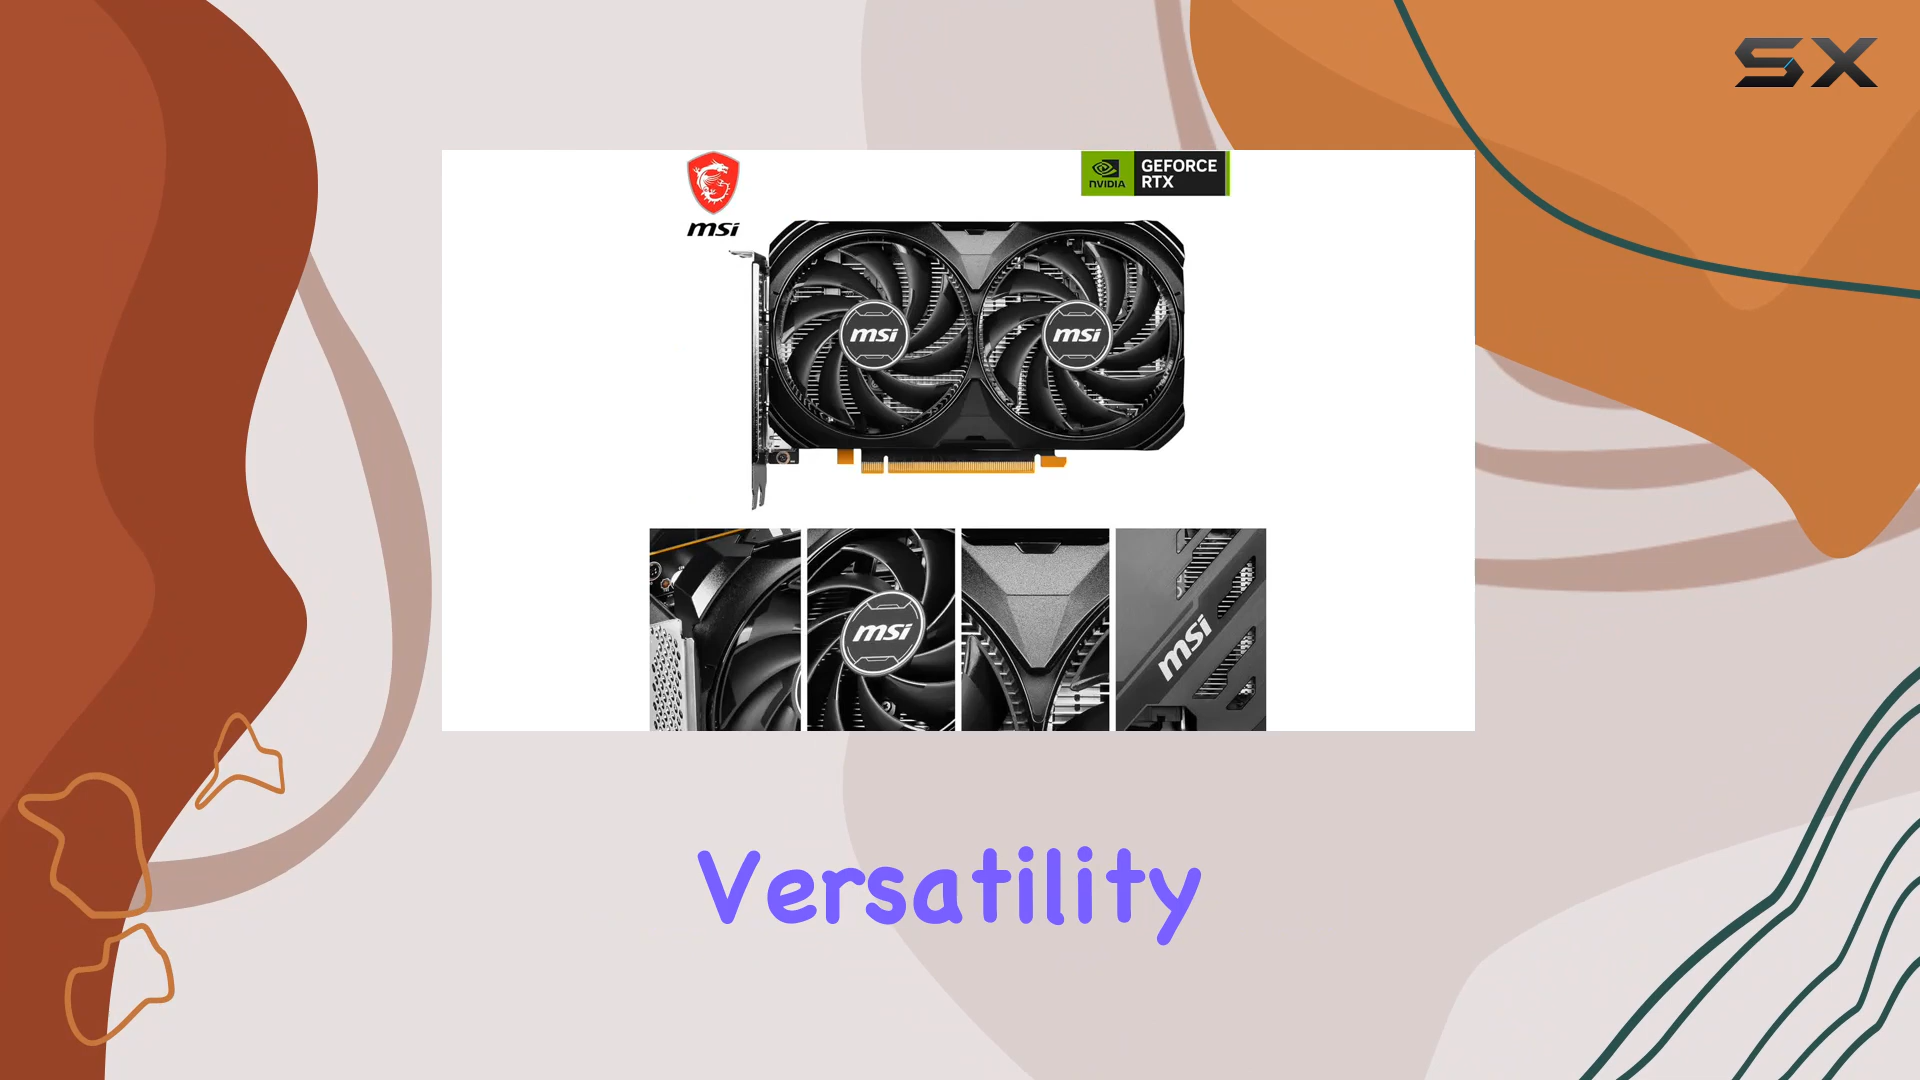 SX
msi
NVIDIA
GEFORCE
RTX
msi
msi
msi
msi
Versatility